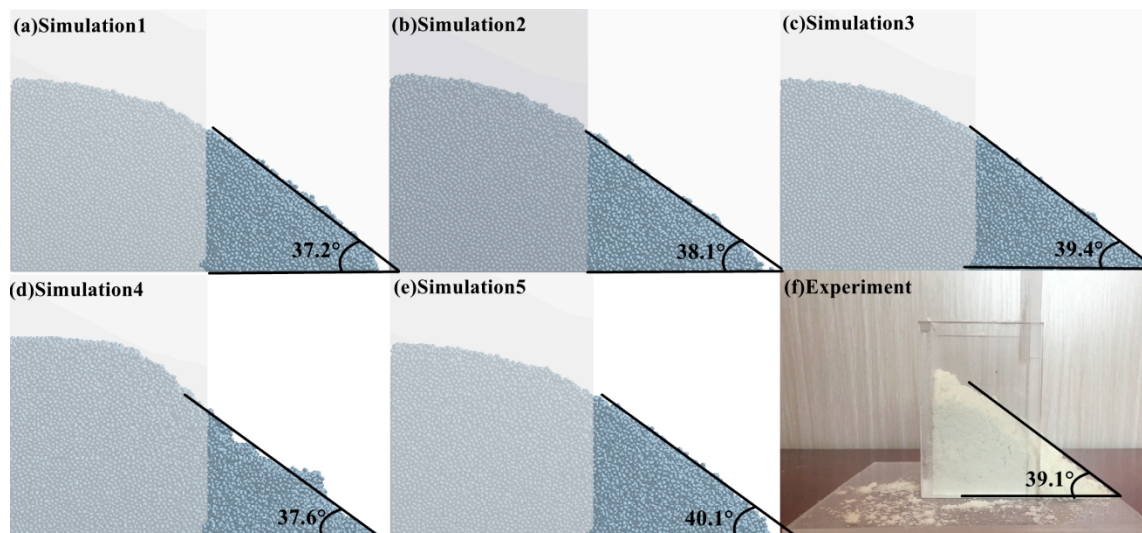 (a)Simulation1
(b)Simulation2
(c)Simulation3
37.2°
38.1°
39.4°
(d)Simulation4
(e)Simulation5
(f)Experiment
37.6°
40.1°
39.1°